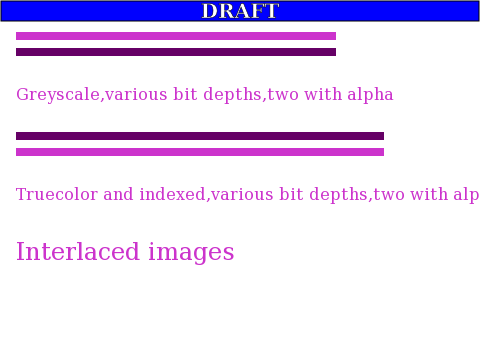 DRAFT
Greyscale,various bit depths,two with alpha
Truecolor and indexed,various bit depths,two with alp
Interlaced images